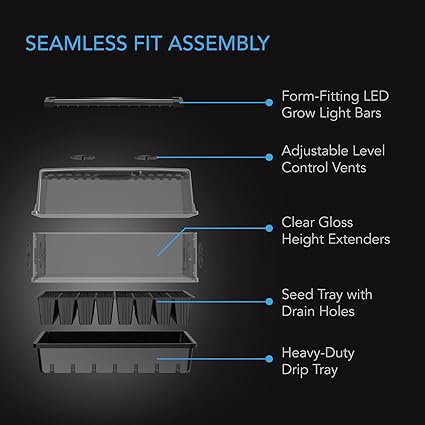 SEAMLESS FIT ASSEMBLY
Form-Fitting LED
Grow Light Bars
Adjustable Level
Control Vents
Clear Gloss
Height Extenders
Seed Tray with
Drain Holes
Heavy-Duty
Drip Tray